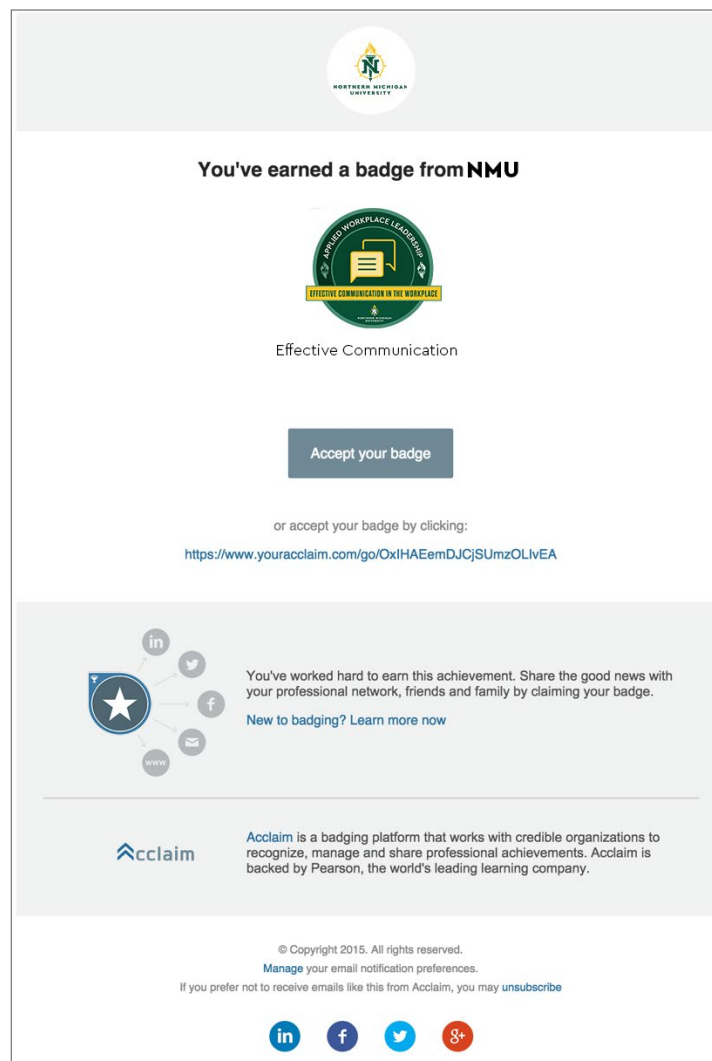 NORTHERN MICHIGAN
UNIVERSITY
You've earned a badge from NMU
APPLIED WORKPLACE LEADERSHIP
EFFECTIVE COMMUNICATION IN THE WORKPLACE
NORTHERN MICHIGAN
UNIVERSITY
Effective Communication
Accept your badge
or accept your badge by clicking:
https://www.youracclaim.com/go/OxIHAEemDJCjSUmzOLIvEA
in
f
www
You've worked hard to earn this achievement. Share the good news with
your professional network, friends and family by claiming your badge.
New to badging? Learn more now
Acclaim
Acclaim is a badging platform that works with credible organizations to
recognize, manage and share professional achievements. Acclaim is
backed by Pearson, the world's leading learning company.
© Copyright 2015. All rights reserved.
Manage your email notification preferences.
If you prefer not to receive emails like this from Acclaim, you may unsubscribe
in f g+